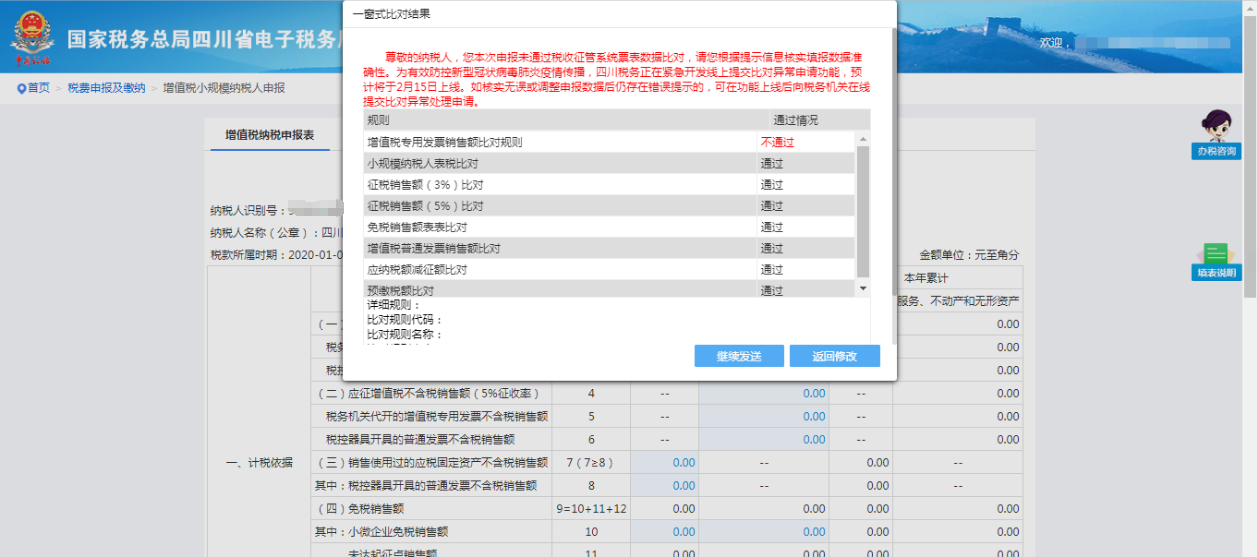 国家税务总局四川省电子税务
欢迎，
首页 > 税费申报及缴纳 > 增值税小规模纳税人申报
一窗式比对结果
尊敬的纳税人，您本次申报未通过税收征管系统票表数据比对，请您根据提示信息核实填报数据准
确性。为有效防控新型冠状病毒肺炎疫情传播，四川税务正在紧急开发线上提交比对异常申请功能，预
计将于2月15日上线。如核实无误或调整申报数据后仍存在错误提示的，可在功能上线后向税务机关在线
提交比对异常处理申请。
规则 通过情况
增值税专用发票销售额比对规则 不通过
小规模纳税人表税比对 通过
征税销售额（3%）比对 通过
征税销售额（5%）比对 通过
免税销售额表表比对 通过
增值税普通发票销售额比对 通过
应纳税额减征额比对 通过
预缴税额比对 通过
详细规则：
比对规则代码：
比对规则名称：
继续发送 返回修改
办税咨询
填表说明
增值税纳税申报表
纳税人识别号：
纳税人名称（公章）：四川
税款所属时期：2020-01-0
金额单位：元至角分
本年累计
服务、不动产和无形资产
（一） 0.00
税务 0.00
税控 0.00
（二）应征增值税不含税销售额（5%征收率） 4 -- 0.00 -- 0.00
税务机关代开的增值税专用发票不含税销售额 5 -- 0.00 -- 0.00
税控器具开具的普通发票不含税销售额 6 -- 0.00 -- 0.00
一、计税依据
（三）销售使用过的应税固定资产不含税销售额 7（7≥8） 0.00 -- 0.00 --
其中：税控器具开具的普通发票不含税销售额 8 0.00 -- 0.00 --
（四）免税销售额 9=10+11+12 0.00 0.00 0.00 0.00
其中：小微企业免税销售额 10 0.00 0.00 0.00 0.00
未达起征点销售额 11 0.00 0.00 0.00 0.00